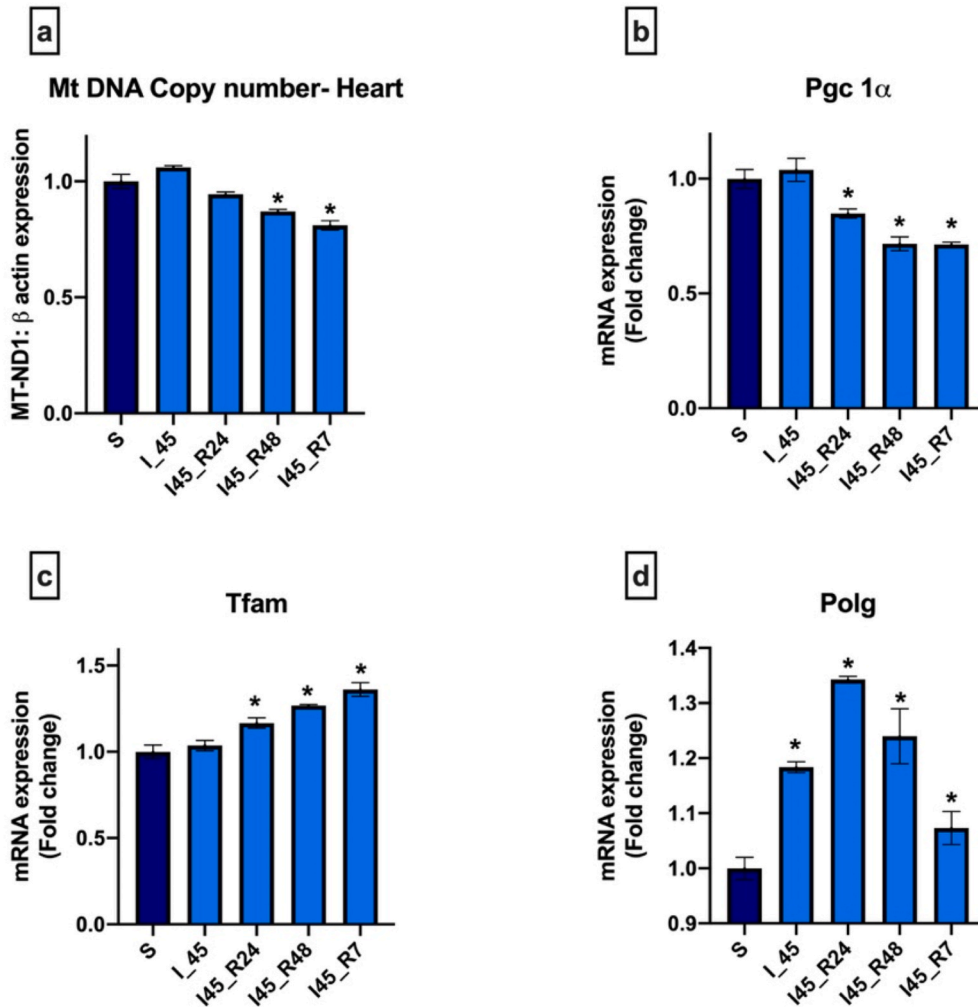 a
Mt DNA Copy number- Heart
MT-ND1: β actin expression
1.0
0.5
0.0
* *
S
I_45
I45_R24
I45_R48
I45_R7
b
Pgc 1α
mRNA expression
(Fold change)
1.0
0.5
0.0
* * *
S
I_45
I45_R24
I45_R48
I45_R7
c
Tfam
mRNA expression
(Fold change)
1.5
1.0
0.5
0.0
* * *
S
I_45
I45_R24
I45_R48
I45_R7
d
Polg
mRNA expression
(Fold change)
1.4
1.3
1.2
1.1
1.0
0.9
* * * *
S
I_45
I45_R24
I45_R48
I45_R7